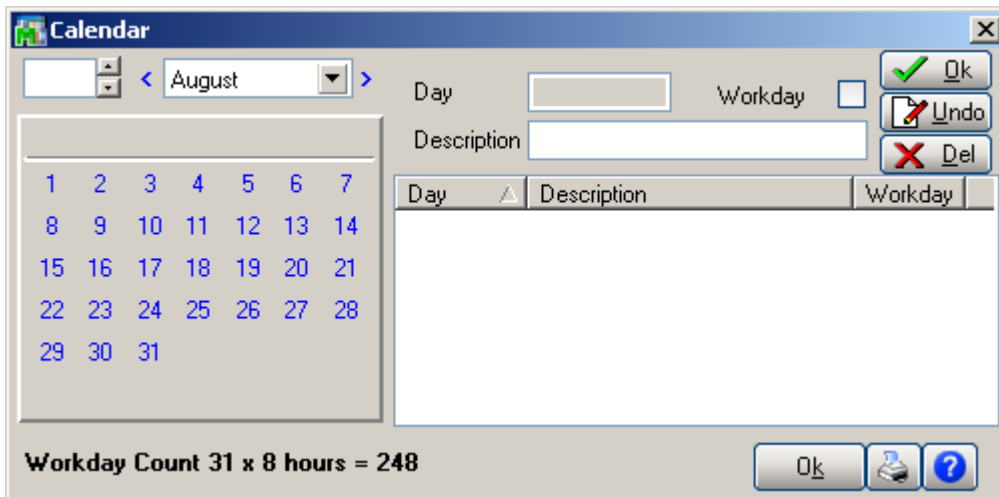 Calendar
< August >
Day
Workday
Ok
Undo
Description
Del
1 2 3 4 5 6 7
8 9 10 11 12 13 14
15 16 17 18 19 20 21
22 23 24 25 26 27 28
29 30 31
Day Description Workday
Workday Count 31 x 8 hours = 248
Ok ?